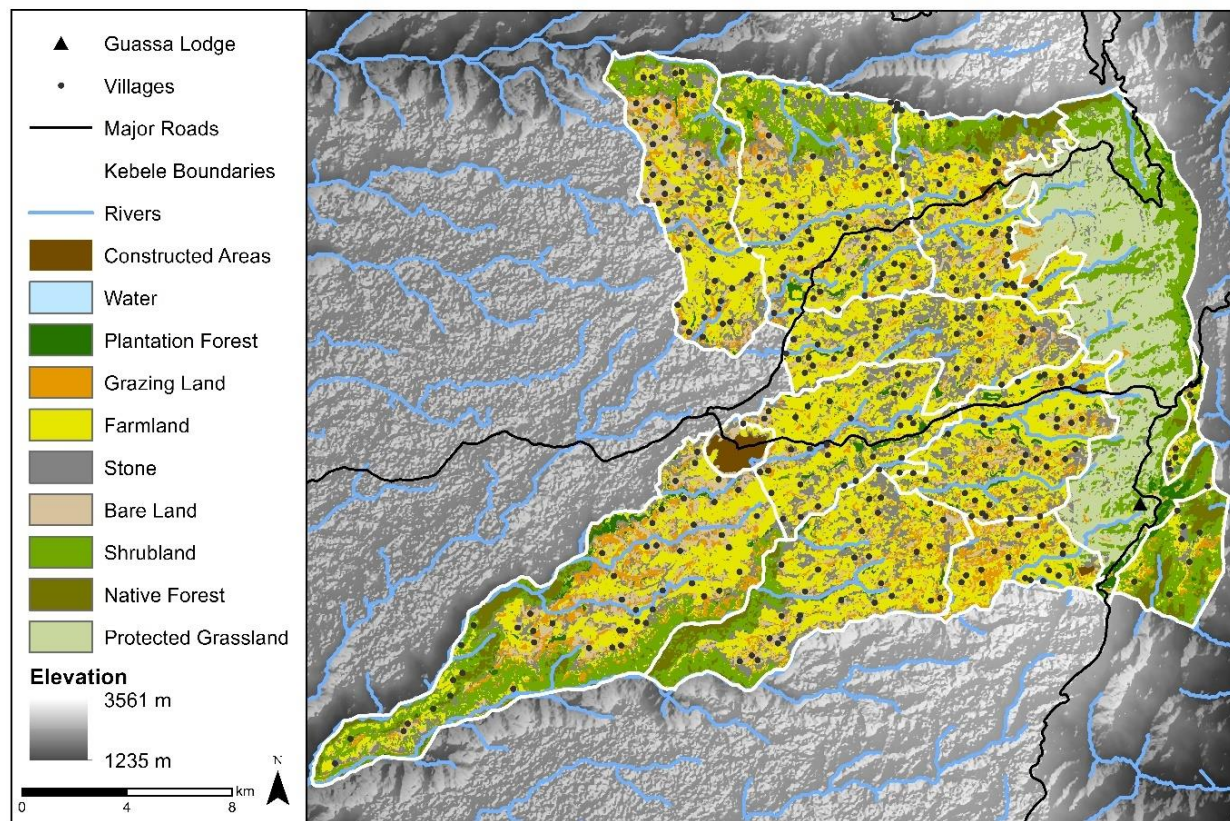 Guassa Lodge
Villages
Major Roads
Kebele Boundaries
Rivers
Constructed Areas
Water
Plantation Forest
Grazing Land
Farmland
Stone
Bare Land
Shrubland
Native Forest
Protected Grassland
Elevation
3561 m
1235 m
km
0 4 8
N